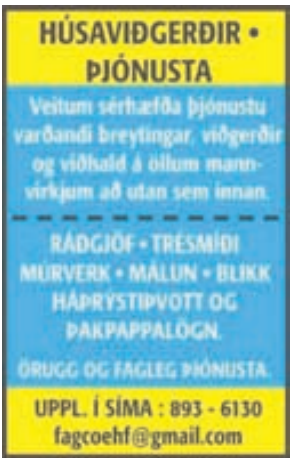 HÚSAVIÐGERÐIR •
ÞJÓNUSTA
Veitum sérhæfða þjónustu
varðandi breytingar, viðgerðir
og viðhald á öllum mann-
virkjum að utan sem innan.
RÁÐGJÖF • TRESMÍÐI
MÚRVERK • MÁLUN • BLIKK
HÁÞRÝSTIÞVOTT OG
ÞAKPAPPALÖGN.
ÖRUGG OG FAGLEG ÞJÓNUSTA.
UPPL. Í SÍMA : 893 - 6130
fagcoehf@gmail.com